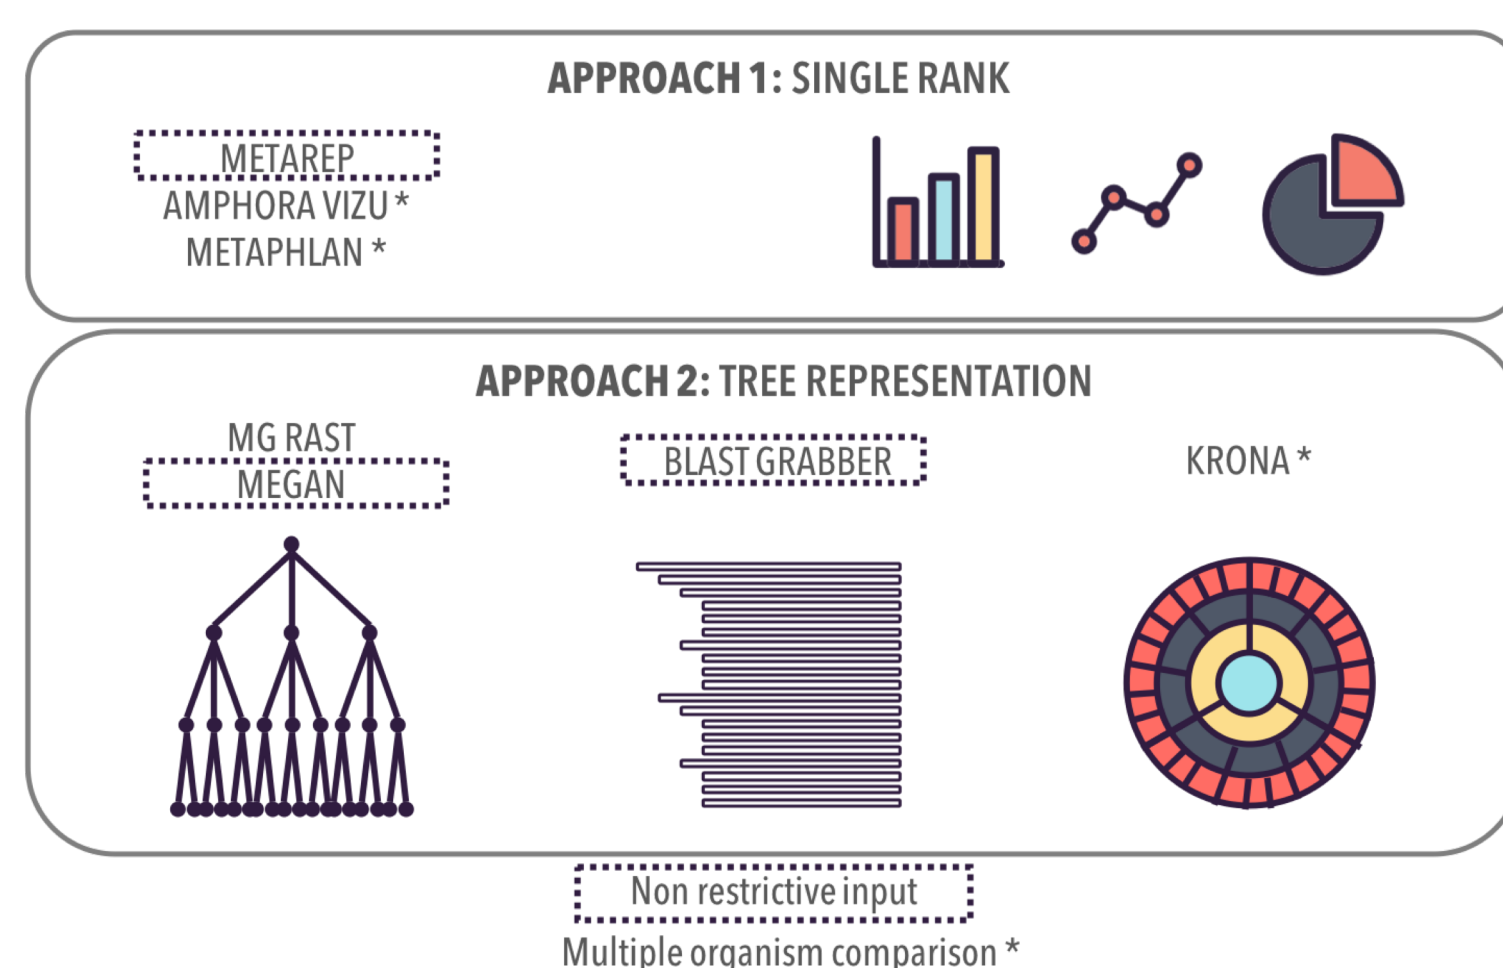 APPROACH 1: SINGLE RANK
METAREP
AMPHORA VIZU *
METAPHLAN *
APPROACH 2: TREE REPRESENTATION
MG RAST
MEGAN
BLAST GRABBER
KRONA *
Non restrictive input
Multiple organism comparison *